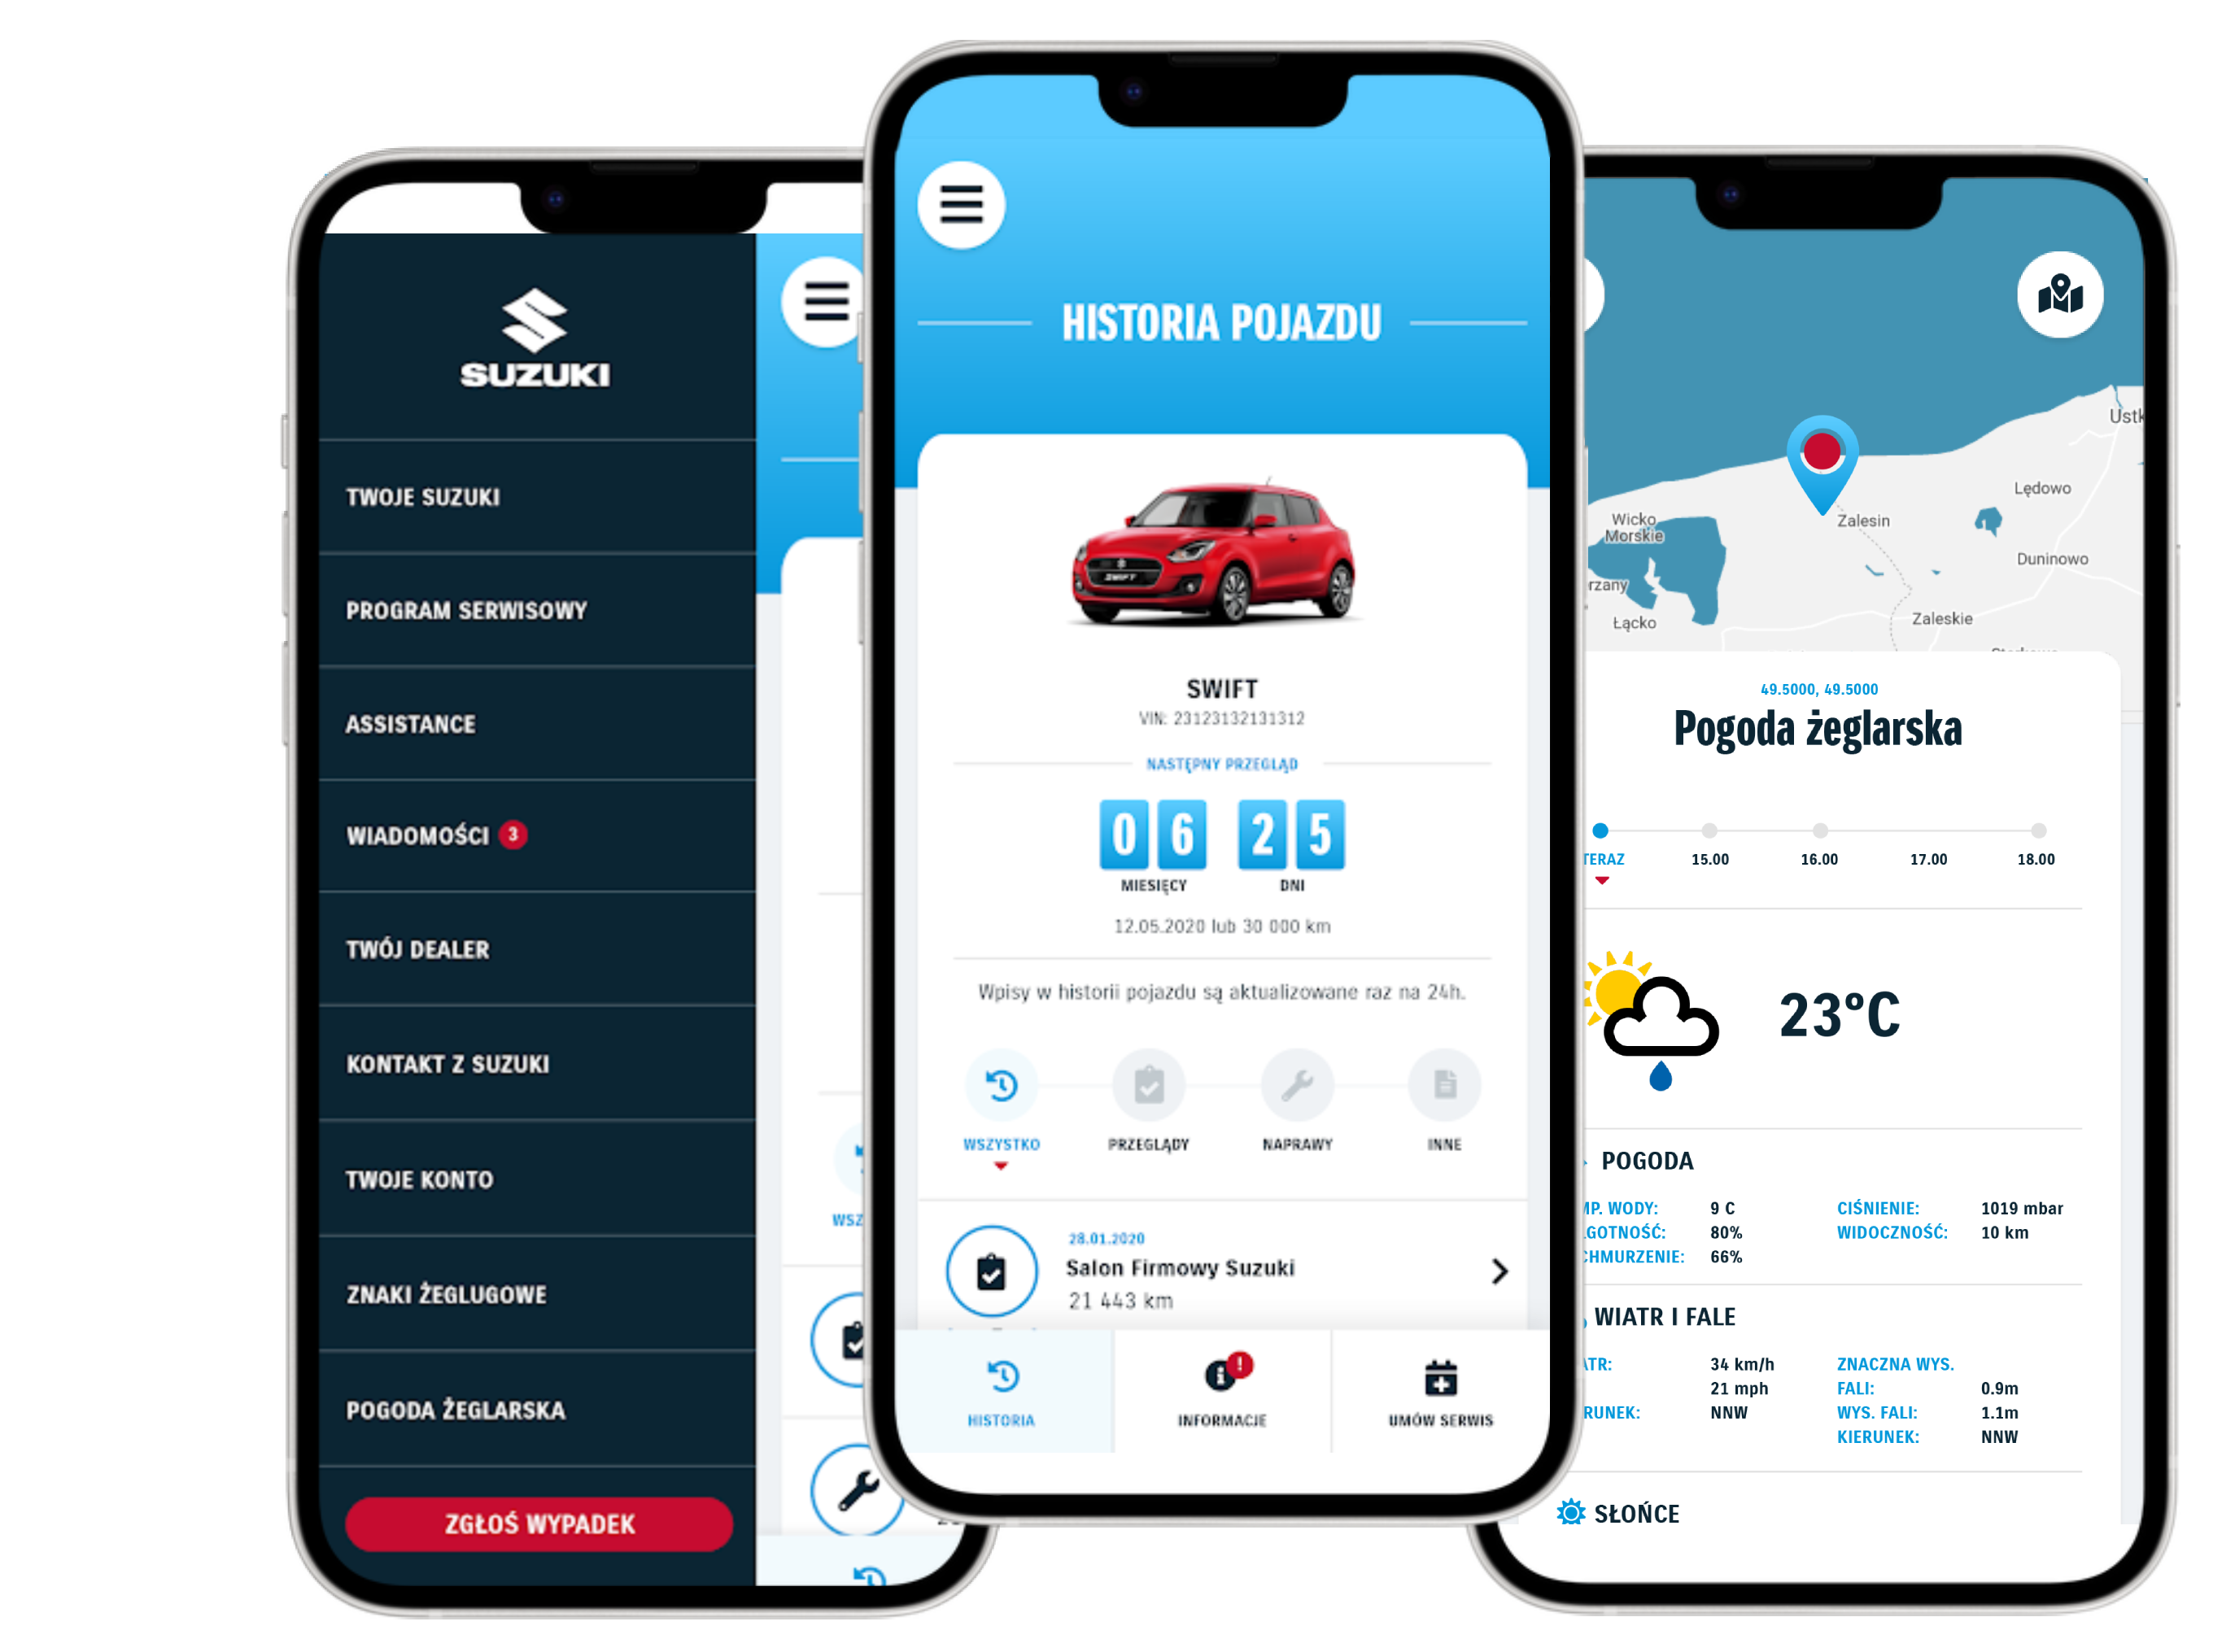 SUZUKI
TWOJE SUZUKI
PROGRAM SERWISOWY
ASSISTANCE
WIADOMOŚCI 3
TWÓJ DEALER
KONTAKT Z SUZUKI
TWOJE KONTO
ZNAKI ŻEGLUGOWE
POGODA ŻEGLARSKA
ZGŁOŚ WYPADEK
WSZ
HISTORIA POJAZDU
SWIFT
SWIFT
VIN: 23123132131312
NASTĘPNY PRZEGLĄD
06 25
MIESIĘCY DNI
12.05.2020 lub 30 000 km
Wpisy w historii pojazdu są aktualizowane raz na 24h.
WSZYSTKO PRZEGLĄDY NAPRAWY INNE
28.01.2020
Salon Firmowy Suzuki
21 443 km
HISTORIA INFORMACJE UMÓW SERWIS
Ustk
Lędowo
Wicko
Morskie
Zalesin
Duninowo
rzany
Łącko
Zaleskie
49.5000, 49.5000
Pogoda żeglarska
TERAZ 15.00 16.00 17.00 18.00
23°C
POGODA
MP. WODY: 9 C CIŚNIENIE: 1019 mbar
GOTNOŚĆ: 80% WIDOCZNOŚĆ: 10 km
CHMURZENIE: 66%
WIATR I FALE
ATR: 34 km/h ZNACZNA WYS.
21 mph FALI: 0.9m
RUNEK: NNW WYS. FALI: 1.1m
KIERUNEK: NNW
SŁOŃCE